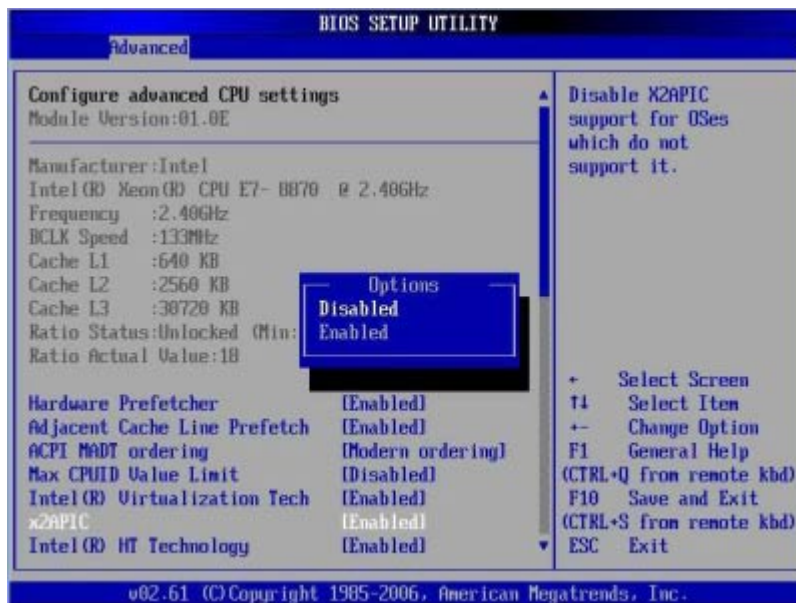 BIOS SETUP UTILITY
Advanced
Configure advanced CPU settings
Module Version:01.0E
Manufacturer:Intel
Intel(R) Xeon(R) CPU E7- 8870 @ 2.40GHz
Frequency :2.40GHz
BCLK Speed :133MHz
Cache L1 :640 KB
Cache L2 :2560 KB
Cache L3 :30720 KB
Ratio Status:Unlocked (Min:
Ratio Actual Value:18
Options
Disabled
Enabled
Hardware Prefetcher [Enabled]
Adjacent Cache Line Prefetch [Enabled]
ACPI MADT ordering [Modern ordering]
Max CPUID Value Limit [Disabled]
Intel(R) Virtualization Tech [Enabled]
x2APIC [Enabled]
Intel(R) HT Technology [Enabled]
Disable X2APIC
support for OSes
which do not
support it.
← Select Screen
↑↓ Select Item
+- Change Option
F1 General Help
(CTRL+Q from remote kbd)
F10 Save and Exit
(CTRL+S from remote kbd)
ESC Exit
v02.61 (C)Copyright 1985-2006, American Megatrends, Inc.